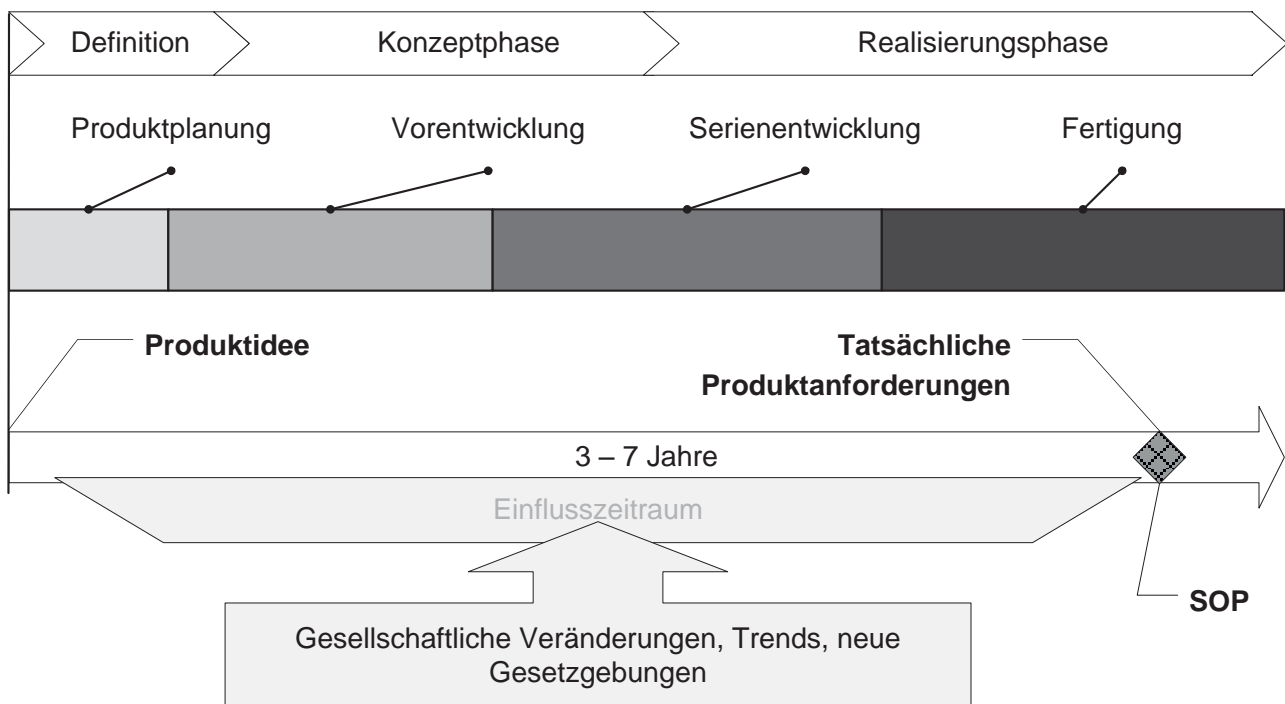 Definition
Konzeptphase
Realisierungsphase
Produktplanung
Vorentwicklung
Serienentwicklung
Fertigung
Produktidee
Tatsächliche
Produktanforderungen
3 – 7 Jahre
Einflusszeitraum
SOP
Gesellschaftliche Veränderungen, Trends, neue
Gesetzgebungen